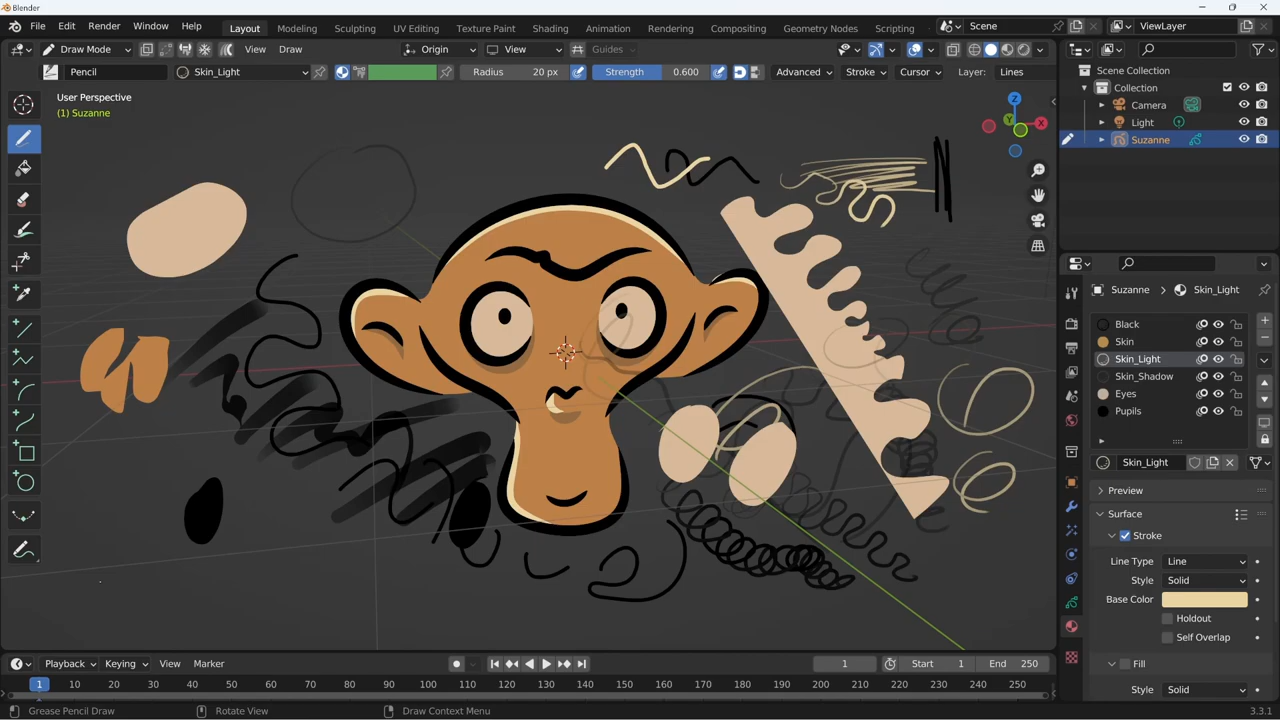 Blender
File Edit Render Window Help Layout Modeling Sculpting UV Editing Texture Paint Shading Animation Rendering Compositing Geometry Nodes Scripting Scene ViewLayer
Draw Mode View Draw Origin View Guides
Pencil Skin_Light Radius 20 px Strength 0.600 Advanced Stroke Cursor Layer: Lines
User Perspective
(1) Suzanne
Z
Y
X
Scene Collection
Collection
Camera
Light
Suzanne
Suzanne > Skin_Light
Black
Skin
Skin_Light
Skin_Shadow
Eyes
Pupils
Skin_Light
Preview
Surface
Stroke
Line Type Line
Style Solid
Base Color
Holdout
Self Overlap
Fill
Style Solid
Playback Keying View Marker 1 Start 1 End 250
1 10 20 30 40 50 60 70 80 90 100 110 120 130 140 150 160 170 180 190 200 210 220 230 240 250
Grease Pencil Draw Rotate View Draw Context Menu 3.3.1